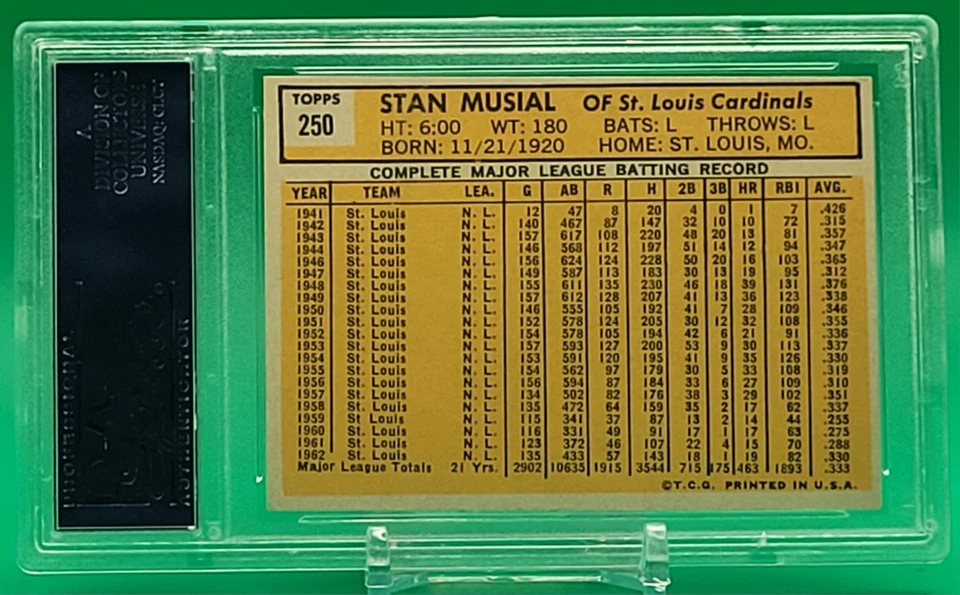 A
DIVISION OF
COLLECTORS
UNIVERSE
NASDAQ: CLCT
PROFESSIONAL
PSA
AUTHENTICATOR
TOPPS
250
STAN MUSIAL OF St. Louis Cardinals
HT: 6:00 WT: 180 BATS: L THROWS: L
BORN: 11/21/1920 HOME: ST. LOUIS, MO.
COMPLETE MAJOR LEAGUE BATTING RECORD
YEAR TEAM LEA. G AB R H 2B 3B HR RBI AVG.
1941 St. Louis N. L. 12 47 8 20 4 0 1 7 .426
1942 St. Louis N. L. 140 467 87 147 32 10 10 72 .315
1943 St. Louis N. L. 157 617 108 220 48 20 13 81 .357
1944 St. Louis N. L. 146 568 112 197 51 14 12 94 .347
1946 St. Louis N. L. 156 624 124 228 50 20 16 103 .365
1947 St. Louis N. L. 149 587 113 183 30 13 19 95 .312
1948 St. Louis N. L. 155 611 135 230 46 18 39 131 .376
1949 St. Louis N. L. 157 612 128 207 41 13 36 123 .338
1950 St. Louis N. L. 146 555 105 192 41 7 28 109 .346
1951 St. Louis N. L. 152 578 124 205 30 12 32 108 .355
1952 St. Louis N. L. 154 578 105 194 42 6 21 91 .336
1953 St. Louis N. L. 157 593 127 200 53 9 30 113 .337
1954 St. Louis N. L. 153 591 120 195 41 9 35 126 .330
1955 St. Louis N. L. 154 562 97 179 30 5 33 108 .319
1956 St. Louis N. L. 156 594 87 184 33 6 27 109 .310
1957 St. Louis N. L. 134 502 82 176 38 3 29 102 .351
1958 St. Louis N. L. 135 472 64 159 35 2 17 62 .337
1959 St. Louis N. L. 115 341 37 87 13 2 14 44 .255
1960 St. Louis N. L. 116 331 49 91 17 1 17 63 .275
1961 St. Louis N. L. 123 372 46 107 22 4 15 70 .288
1962 St. Louis N. L. 135 433 57 143 18 1 19 82 .330
Major League Totals 21 Yrs. 2902 10635 1915 3544 715 175 463 1893 .333
©T.C.G. PRINTED IN U.S.A.